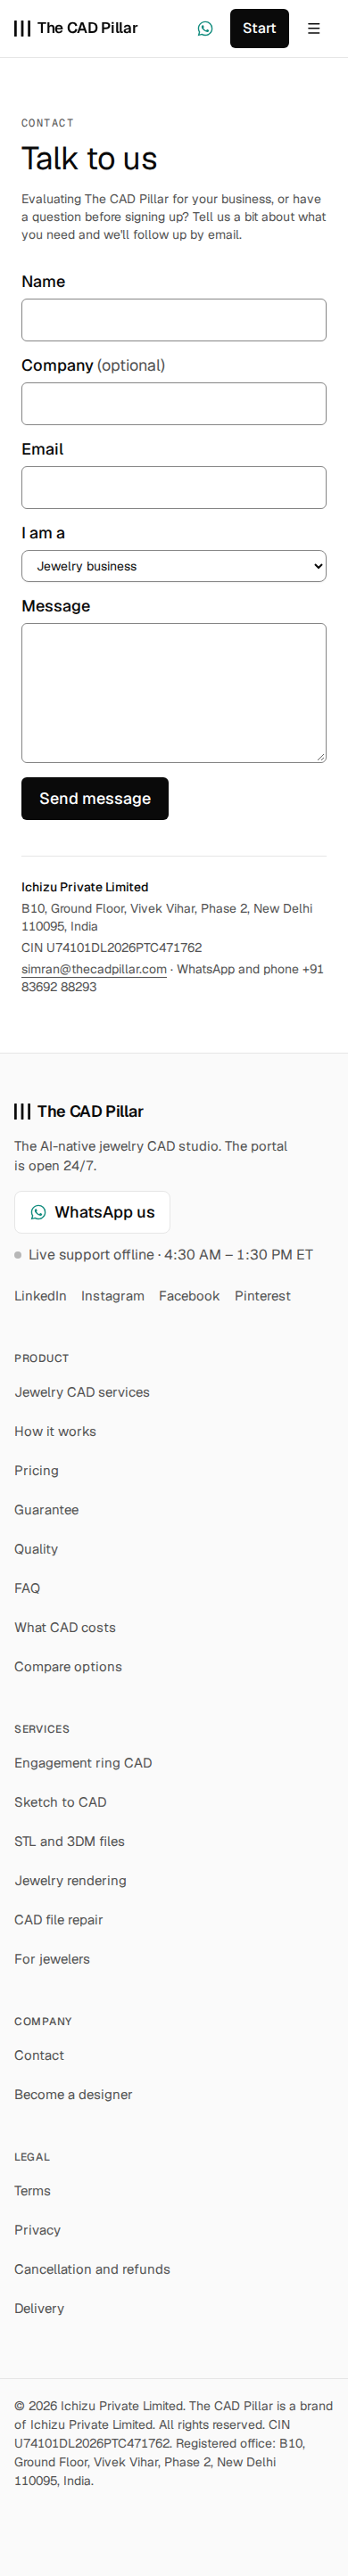 The CAD Pillar
Start
CONTACT
Talk to us
Evaluating The CAD Pillar for your business, or have
a question before signing up? Tell us a bit about what
you need and we'll follow up by email.
Name
Company (optional)
Email
I am a
Jewelry business
Message
Send message
Ichizu Private Limited
B10, Ground Floor, Vivek Vihar, Phase 2, New Delhi
110095, India
CIN U74101DL2026PTC471762
simran@thecadpillar.com · WhatsApp and phone +91
83692 88293
The CAD Pillar
The AI-native jewelry CAD studio. The portal
is open 24/7.
WhatsApp us
Live support offline · 4:30 AM – 1:30 PM ET
LinkedIn Instagram Facebook Pinterest
PRODUCT
Jewelry CAD services
How it works
Pricing
Guarantee
Quality
FAQ
What CAD costs
Compare options
SERVICES
Engagement ring CAD
Sketch to CAD
STL and 3DM files
Jewelry rendering
CAD file repair
For jewelers
COMPANY
Contact
Become a designer
LEGAL
Terms
Privacy
Cancellation and refunds
Delivery
© 2026 Ichizu Private Limited. The CAD Pillar is a brand
of Ichizu Private Limited. All rights reserved. CIN
U74101DL2026PTC471762. Registered office: B10,
Ground Floor, Vivek Vihar, Phase 2, New Delhi
110095, India.